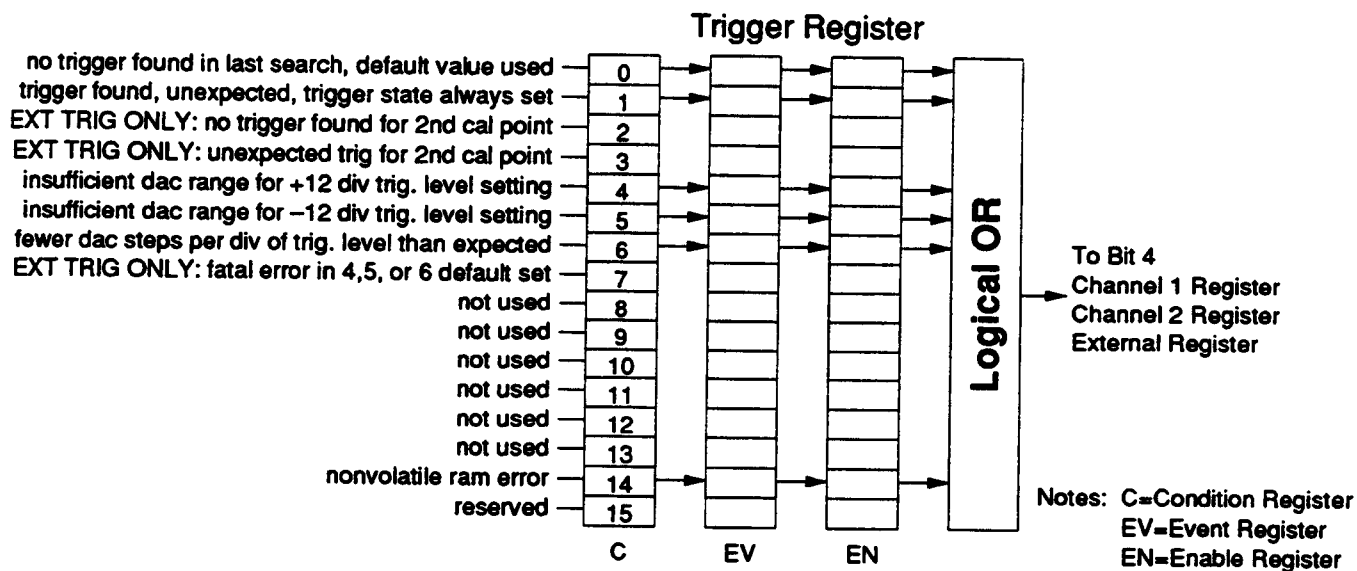 Trigger Register
no trigger found in last search, default value used 0
trigger found, unexpected, trigger state always set 1
EXT TRIG ONLY: no trigger found for 2nd cal point 2
EXT TRIG ONLY: unexpected trig for 2nd cal point 3
insufficient dac range for +12 div trig. level setting 4
insufficient dac range for −12 div trig. level setting 5
fewer dac steps per div of trig. level than expected 6
EXT TRIG ONLY: fatal error in 4,5, or 6 default set 7
not used 8
not used 9
not used 10
not used 11
not used 12
not used 13
nonvolatile ram error 14
reserved 15
C EV EN
Logical OR
To Bit 4
Channel 1 Register
Channel 2 Register
External Register
Notes: C=Condition Register
EV=Event Register
EN=Enable Register